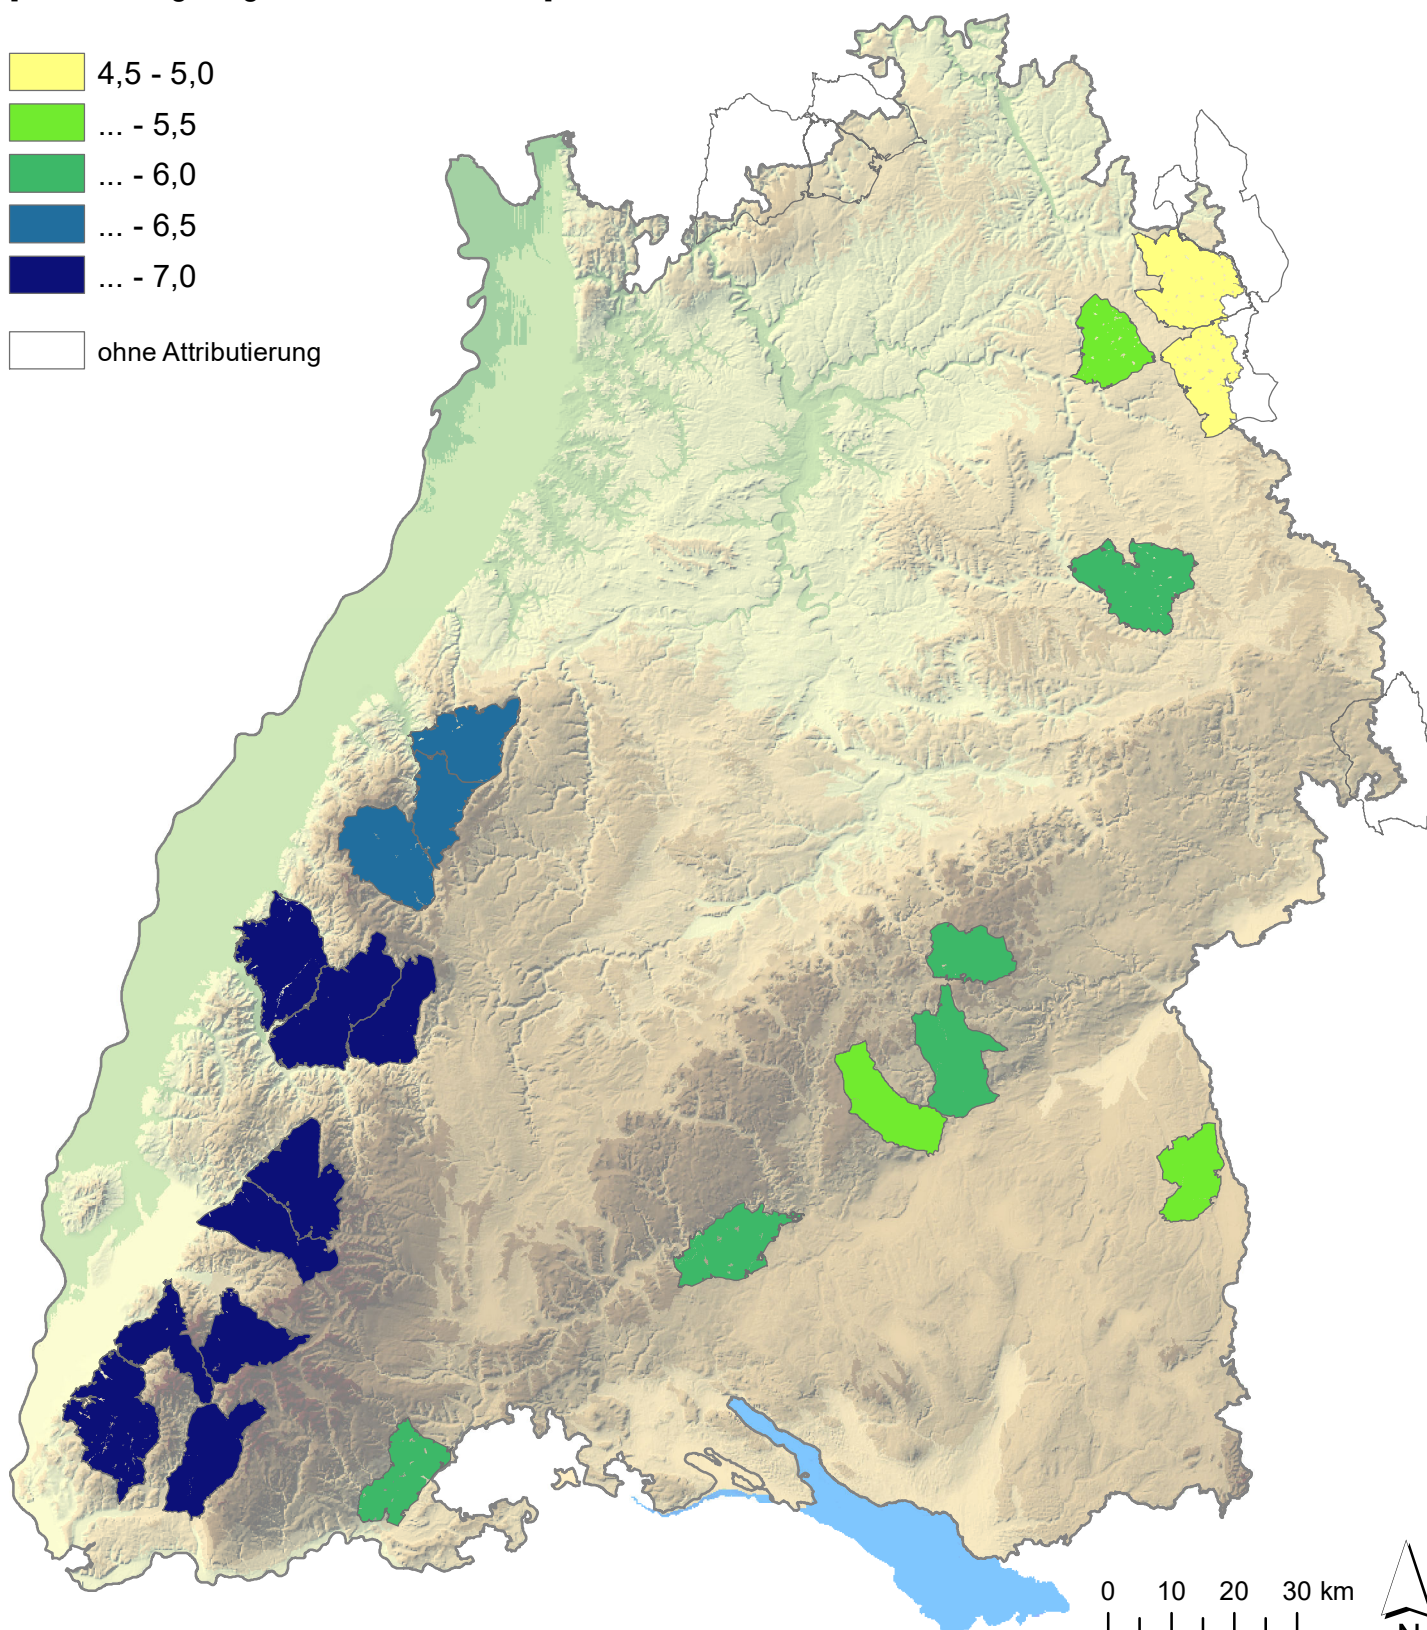 4,5 - 5,0
... - 5,5
... - 6,0
... - 6,5
... - 7,0
ohne Attributierung
0 10 20 30 km
N